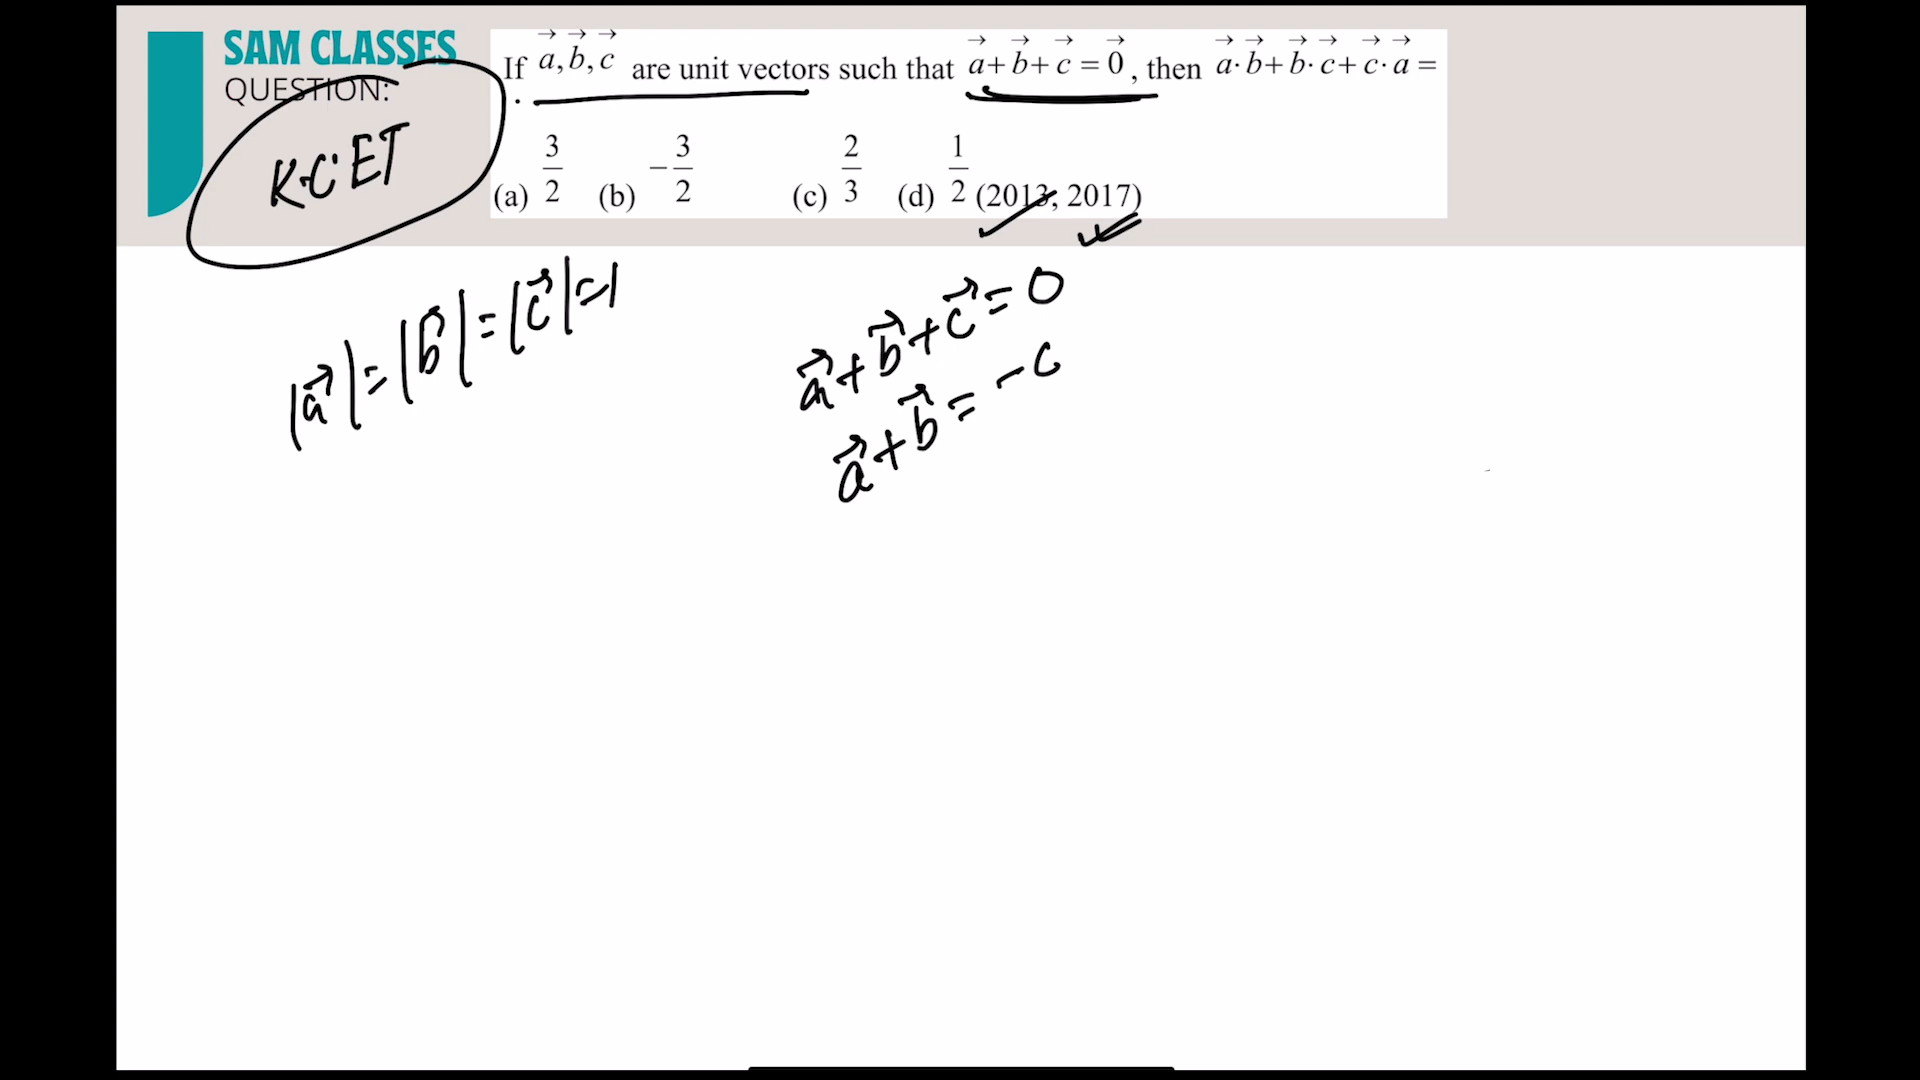 SAM CLASSES
QUESTION:
K.CET
If a⃗, b⃗, c⃗ are unit vectors such that a⃗ + b⃗ + c⃗ = 0⃗, then a⃗· b⃗ + b⃗· c⃗ + c⃗· a⃗ =
(a) 3/2 (b) −3/2 (c) 2/3 (d) 1/2 (2013, 2017)
|a⃗| = |b⃗| = |c⃗| = 1
a⃗ + b⃗ + c⃗ = 0
a⃗ + b⃗ = −c